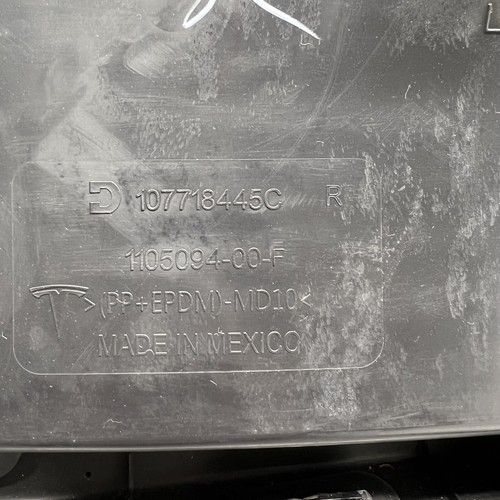 L
107718445C R
1105094-00-F
>(PP+EPDM)-MD10<
MADE IN MEXICO